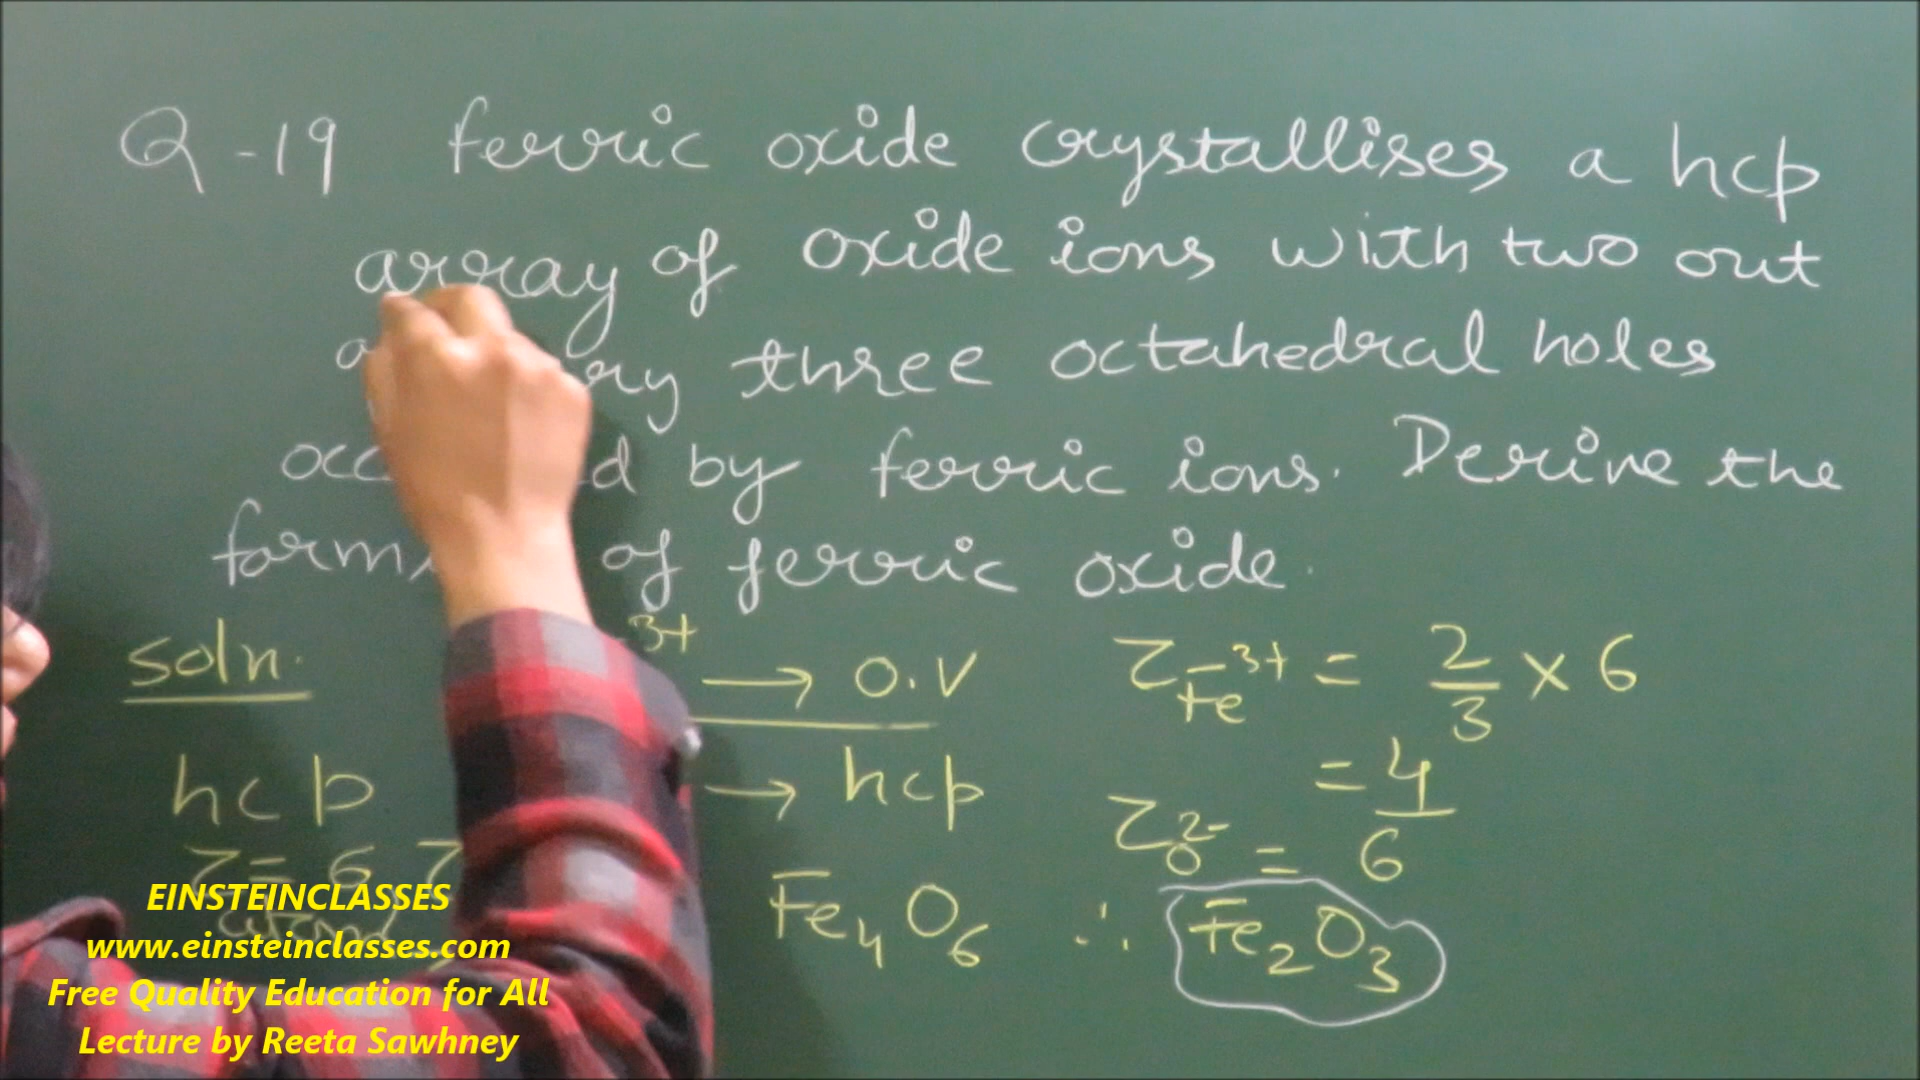 Q-19 ferric oxide crystallises a hcp
array of oxide ions with two out
three octahedral holes
by ferric ions. Derive the
of ferric oxide.
soln.
3+ → O.V
Z Fe3+ = 2/3 × 6
= 4
hcp
→ hcp
Z O2- = 6
Z = 6
Fe4O6 ∴ Fe2O3
EINSTEINCLASSES
www.einsteinclasses.com
Free Quality Education for All
Lecture by Reeta Sawhney